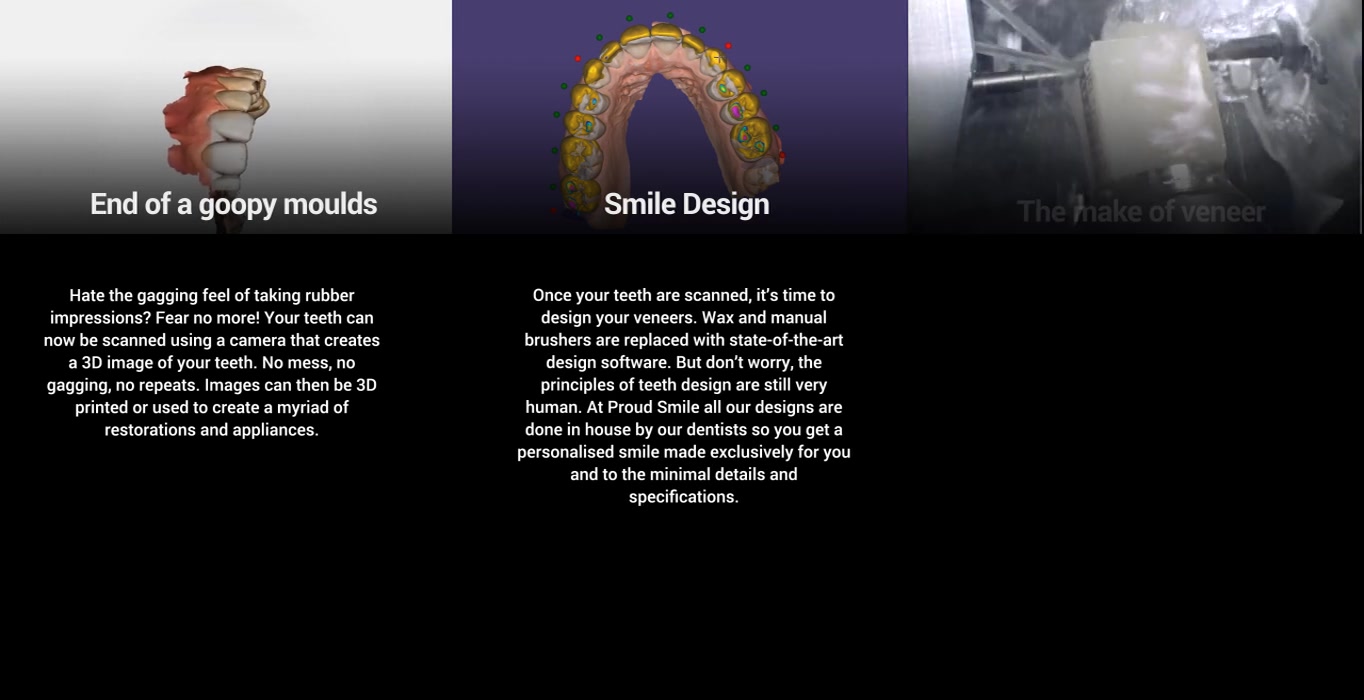 End of a goopy moulds
Hate the gagging feel of taking rubber
impressions? Fear no more! Your teeth can
now be scanned using a camera that creates
a 3D image of your teeth. No mess, no
gagging, no repeats. Images can then be 3D
printed or used to create a myriad of
restorations and appliances.
Smile Design
Once your teeth are scanned, it’s time to
design your veneers. Wax and manual
brushers are replaced with state-of-the-art
design software. But don’t worry, the
principles of teeth design are still very
human. At Proud Smile all our designs are
done in house by our dentists so you get a
personalised smile made exclusively for you
and to the minimal details and
specifications.
The make of veneer